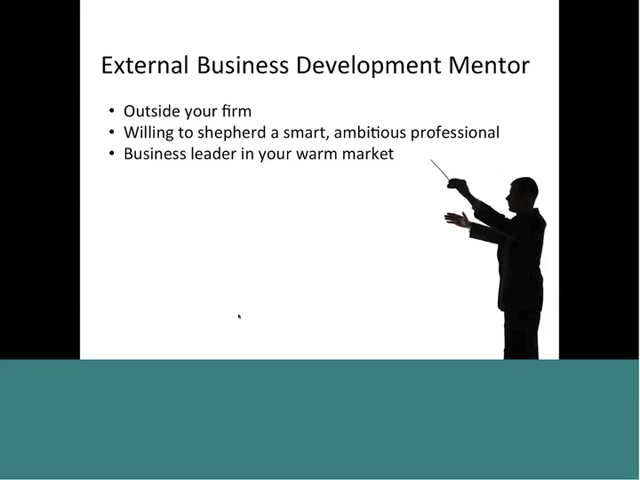 External Business Development Mentor
• Outside your firm
• Willing to shepherd a smart, ambitious professional
• Business leader in your warm market